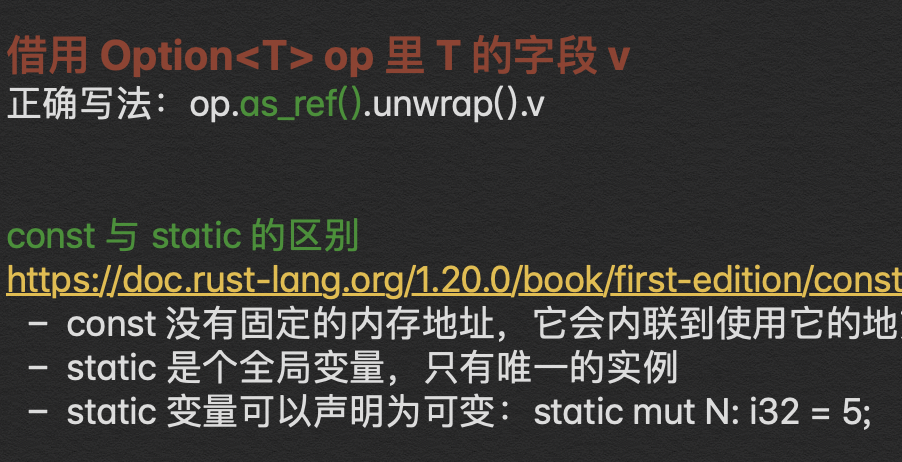 借用 Option<T> op 里 T 的字段 v
正确写法：op.as_ref().unwrap().v
const 与 static 的区别
https://doc.rust-lang.org/1.20.0/book/first-edition/const
– const 没有固定的内存地址，它会内联到使用它的地
– static 是个全局变量，只有唯一的实例
– static 变量可以声明为可变：static mut N: i32 = 5;